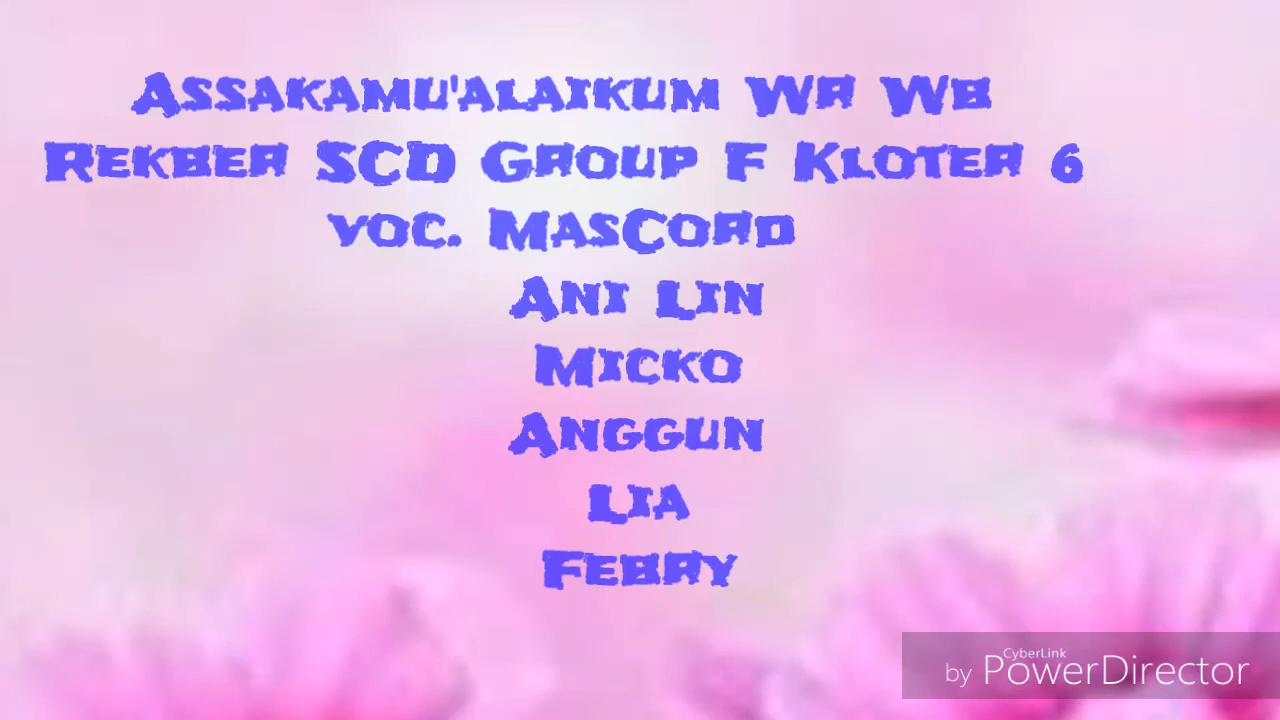 Assakamu'alaikum Wr Wb
Rekber SCD Group F Kloter 6
voc. MasCord
Ani Lin
Micko
Anggun
Lia
Febry
CyberLink
by PowerDirector